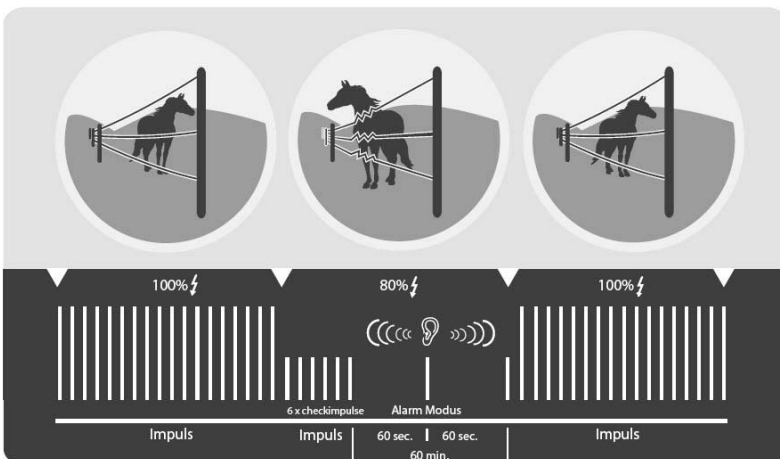 100% 80% 100%
6 x checkimpulse Alarm Modus
Impuls Impuls 60 sec. 60 sec. Impuls
60 min.